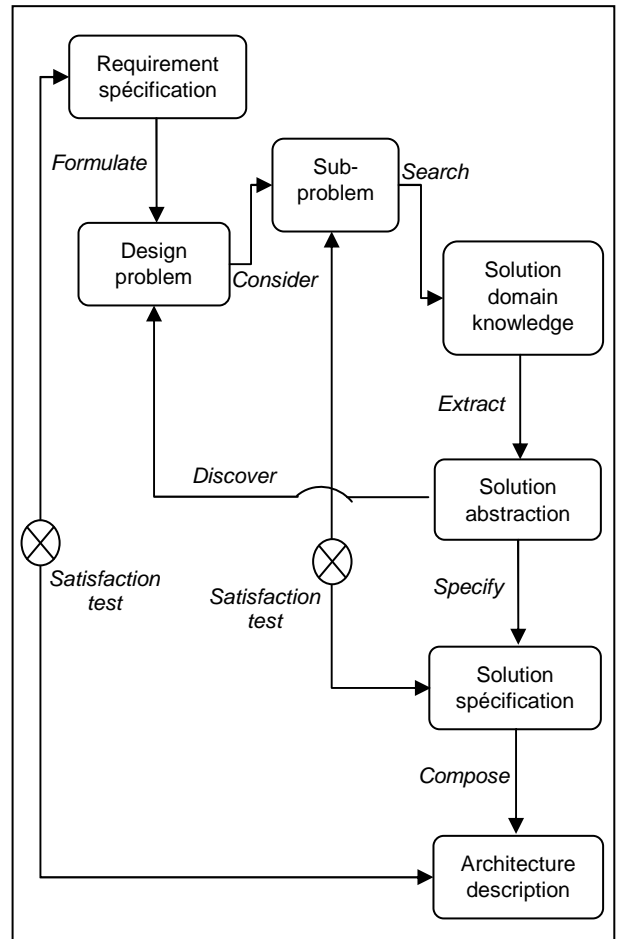 Requirement
spécification
Formulate
Sub-
problem
Search
Design
problem
Consider
Solution
domain
knowledge
Extract
Discover
Solution
abstraction
Satisfaction
test
Satisfaction
test
Specify
Solution
spécification
Compose
Architecture
description